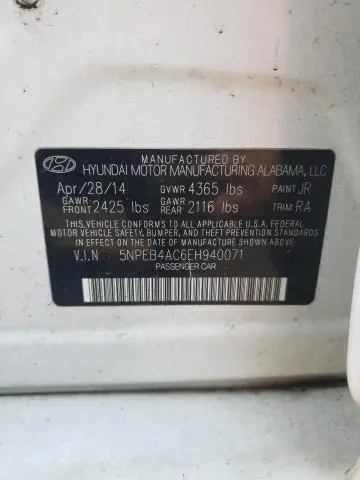 MANUFACTURED BY
HYUNDAI MOTOR MANUFACTURING ALABAMA, LLC
Apr/28/14 GVWR 4365 lbs PAINT JR
GAWR FRONT 2425 lbs GAWR REAR 2116 lbs TRIM RA
THIS VEHICLE CONFORMS TO ALL APPLICABLE U.S.A. FEDERAL
MOTOR VEHICLE SAFETY, BUMPER, AND THEFT PREVENTION
STANDARDS IN EFFECT ON THE DATE OF MANUFACTURE SHOWN ABOVE.
V.I.N 5NPEB4AC6EH940071
PASSENGER CAR